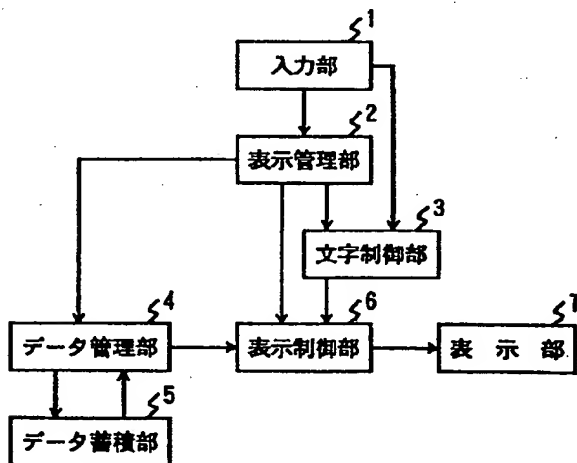 1
入力部
2
表示管理部
3
文字制御部
4
データ管理部
6
表示制御部
7
表 示 部
5
データ蓄積部